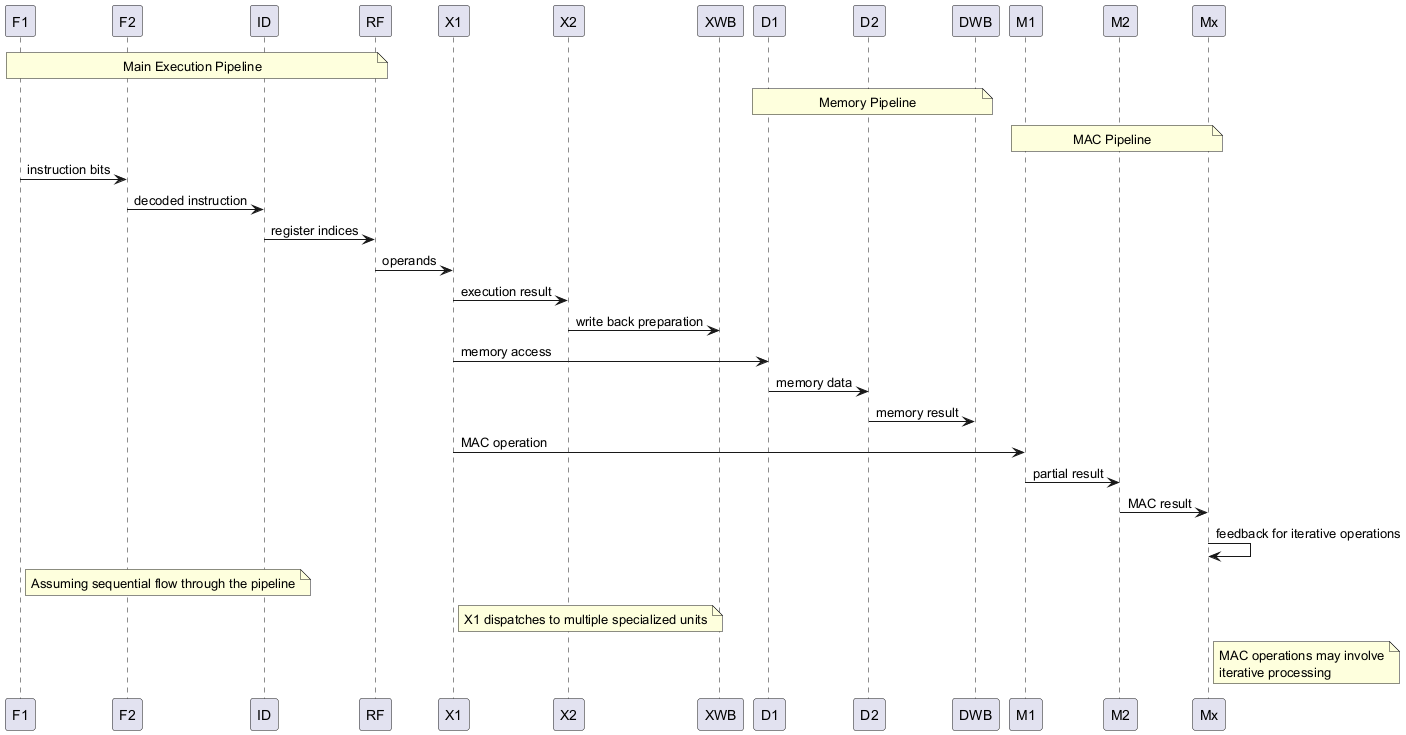 F1 F2 ID RF X1 X2 XWB D1 D2 DWB M1 M2 Mx
Main Execution Pipeline
Memory Pipeline
MAC Pipeline
instruction bits
decoded instruction
register indices
operands
execution result
write back preparation
memory access
memory data
memory result
MAC operation
partial result
MAC result
feedback for iterative operations
Assuming sequential flow through the pipeline
X1 dispatches to multiple specialized units
MAC operations may involve
iterative processing
F1 F2 ID RF X1 X2 XWB D1 D2 DWB M1 M2 Mx